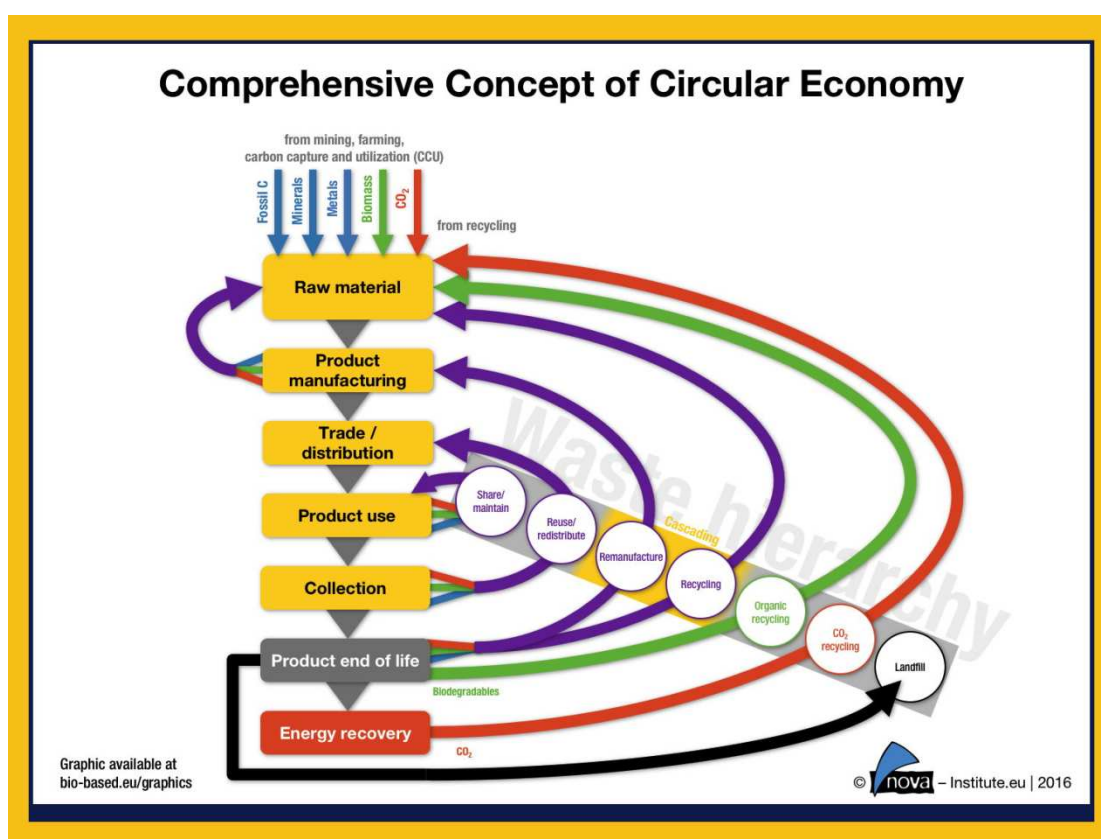 Comprehensive Concept of Circular Economy
from mining, farming,
carbon capture and utilization (CCU)
Fossil C
Minerals
Metals
Biomass
CO₂
from recycling
Raw material
Product
manufacturing
Trade /
distribution
Product use
Collection
Product end of life
Energy recovery
Waste hierarchy
Cascading
Share/
maintain
Reuse/
redistribute
Remanufacture
Recycling
Organic
recycling
CO₂
recycling
Landfill
Biodegradables
CO₂
Graphic available at
bio-based.eu/graphics
© nova – Institute.eu | 2016